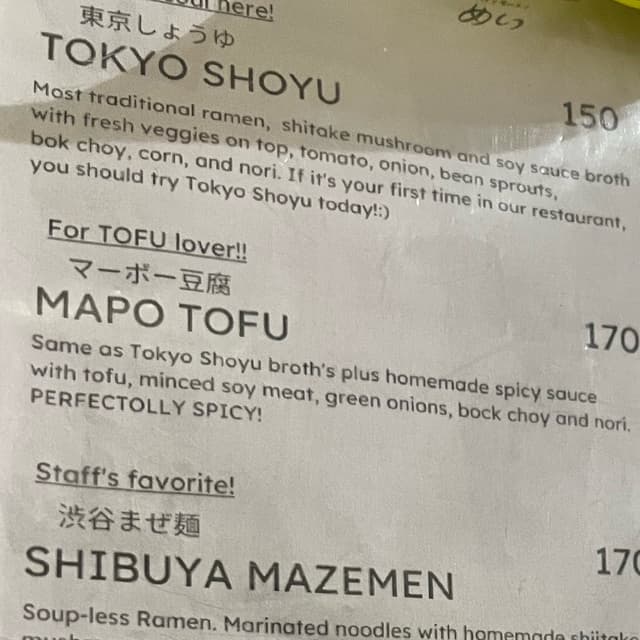 here!
めい
東京しょうゆ
TOKYO SHOYU 150
Most traditional ramen, shitake mushroom and soy sauce broth
with fresh veggies on top, tomato, onion, bean sprouts,
bok choy, corn, and nori. If it's your first time in our restaurant,
you should try Tokyo Shoyu today!:)
For TOFU lover!!
マーボー豆腐
MAPO TOFU 170
Same as Tokyo Shoyu broth's plus homemade spicy sauce
with tofu, minced soy meat, green onions, bock choy and nori.
PERFECTOLLY SPICY!
Staff's favorite!
渋谷まぜ麺
SHIBUYA MAZEMEN 170
Soup-less Ramen. Marinated noodles with homemade shiitake